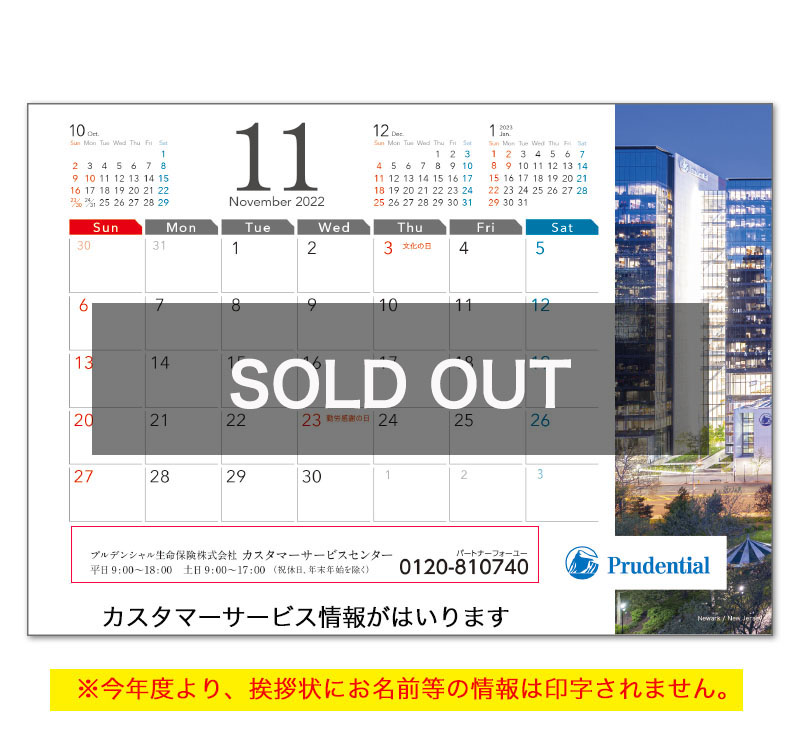 10 Oct.
Sun Mon Tue Wed Thu Fri Sat
1
2 3 4 5 6 7 8
9 10 11 12 13 14 15
16 17 18 19 20 21 22
23/30 24/31 25 26 27 28 29
11
November 2022
12 Dec.
Sun Mon Tue Wed Thu Fri Sat
1 2 3
4 5 6 7 8 9 10
11 12 13 14 15 16 17
18 19 20 21 22 23 24
25 26 27 28 29 30 31
1 2023 Jan.
Sun Mon Tue Wed Thu Fri Sat
1 2 3 4 5 6 7
8 9 10 11 12 13 14
15 16 17 18 19 20 21
22 23 24 25 26 27 28
29 30 31
Sun Mon Tue Wed Thu Fri Sat
30 31 1 2 3 文化の日 4 5
6 7 8 9 10 11 12
13 14 15 16 17 18 19
SOLD OUT
20 21 22 23 勤労感謝の日 24 25 26
27 28 29 30 1 2 3
プルデンシャル生命保険株式会社 カスタマーサービスセンター
平日 9:00〜18:00 土日 9:00〜17:00 (祝休日、年末年始を除く)
パートナーフォーユー
0120-810740
Prudential
カスタマーサービス情報がはいります
Newark / New Jersey
※今年度より、挨拶状にお名前等の情報は印字されません。